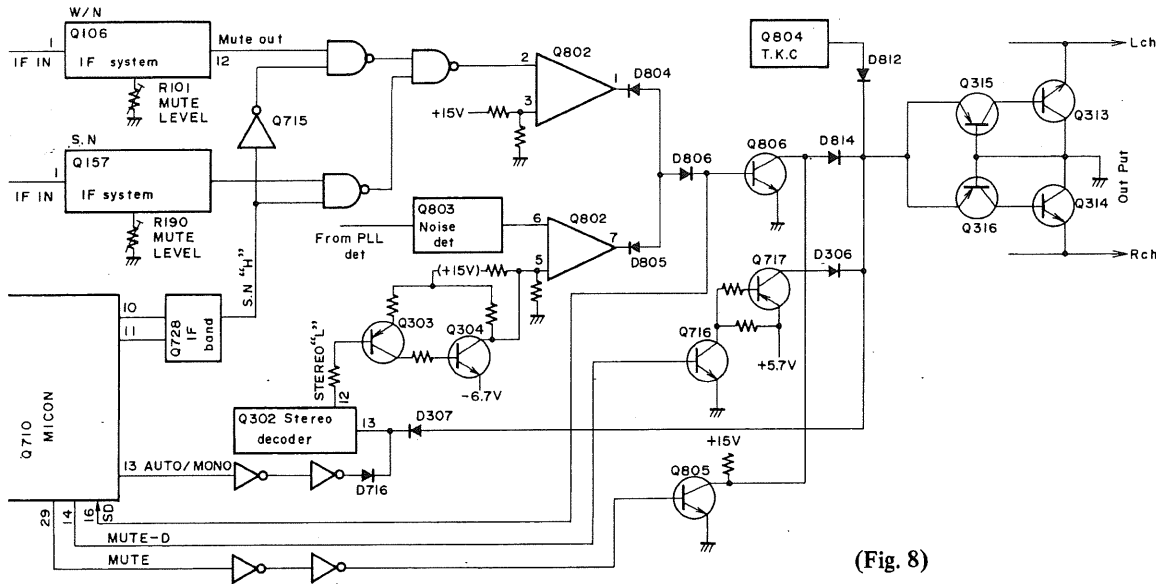 W/N
1
IF IN
Q106
IF system
Mute out
12
R101
MUTE
LEVEL
Q715
S.N
1
IF IN
Q157
IF system
R190
MUTE
LEVEL
S.N "H"
Q802
2
3
1
+15V
D804
Q803
Noise
det
From PLL
det
6
5
Q802
7
D805
(+15V)
D806
Q804
T.K.C
D812
Q806
D814
Q315
Q316
Q313
Q314
Lch
Rch
Out Put
Q717
D306
Q716
+5.7V
Q303
Q304
-6.7V
STEREO "L"
12
Q302 Stereo
decoder
13
D307
10
11
Q728
IF
band
Q710
MICON
13 AUTO/MONO
D716
29
14
16
SD
MUTE-D
MUTE
Q805
+15V
(Fig. 8)